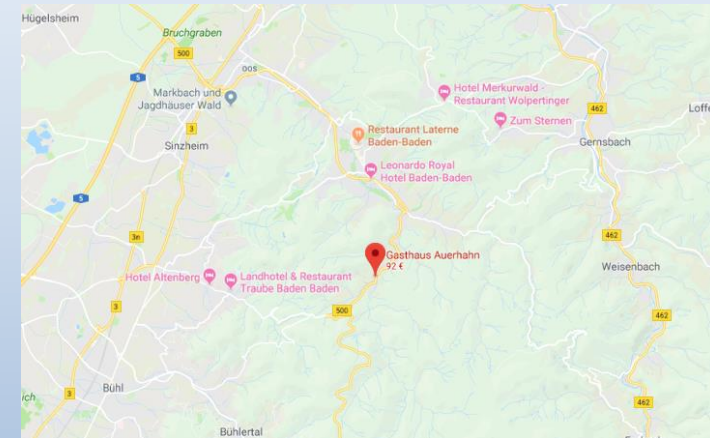 Hügelsheim
Bruchgraben
500
oos
5
Markbach und
Jagdhäuser Wald
Hotel Merkurwald -
Restaurant Wolpertinger
462
Loffe
3
Zum Sternen
Restaurant Laterne
Baden-Baden
Sinzheim
Gernsbach
Leonardo Royal
Hotel Baden-Baden
5
3n
462
Gasthaus Auerhahn
92 €
Weisenbach
Hotel Altenberg
Landhotel & Restaurant
Traube Baden Baden
3
500
462
Bühl
3
ich
462
Bühlertal